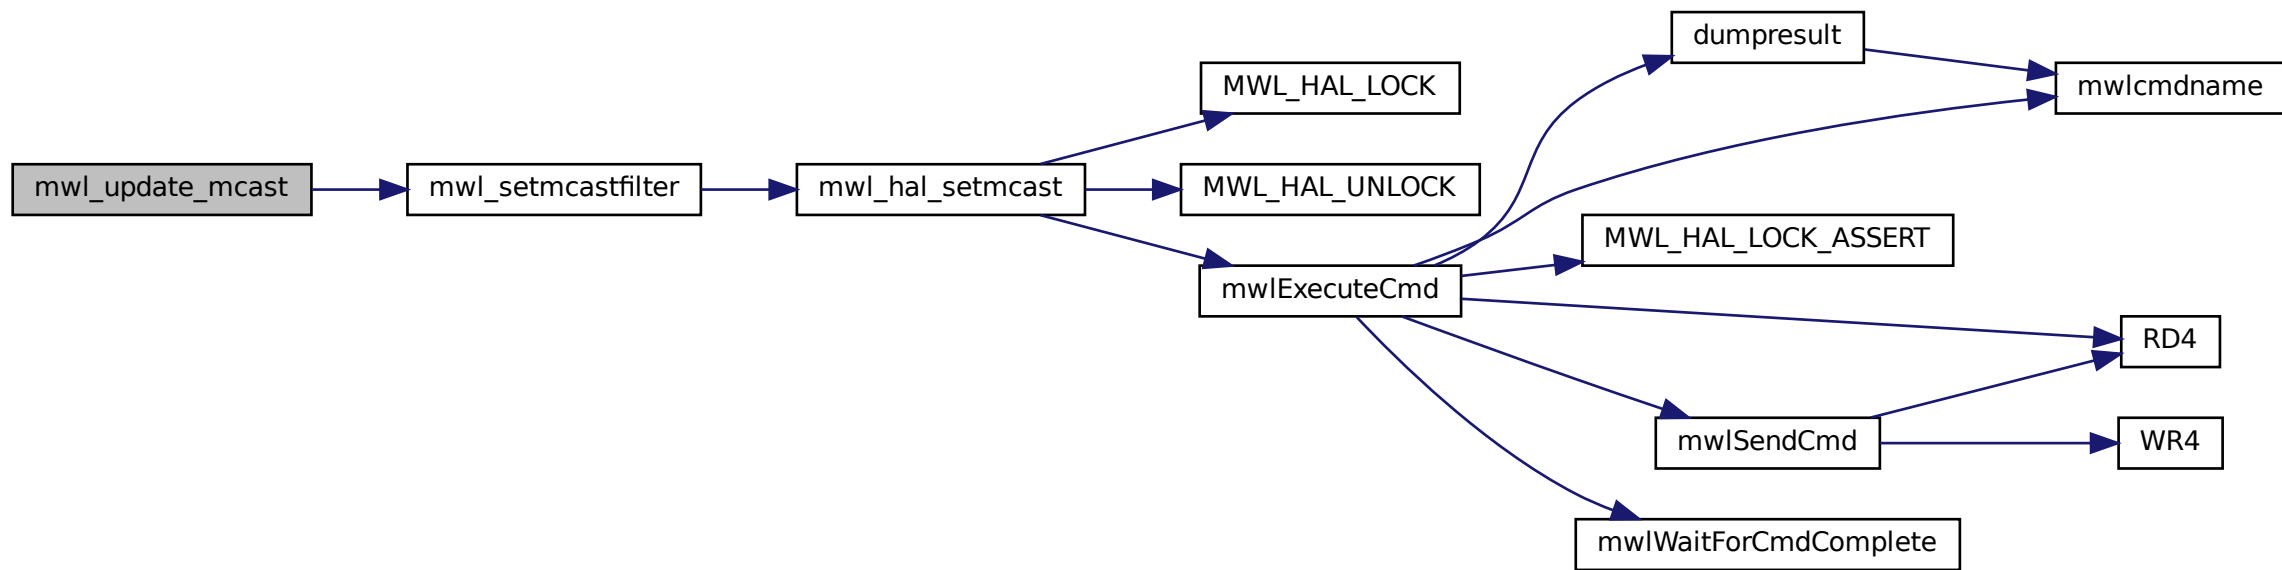 mwl_update_mcast
mwl_setmcastfilter
mwl_hal_setmcast
MWL_HAL_LOCK
MWL_HAL_UNLOCK
mwlExecuteCmd
dumpresult
mwlcmdname
MWL_HAL_LOCK_ASSERT
RD4
mwlSendCmd
WR4
mwlWaitForCmdComplete